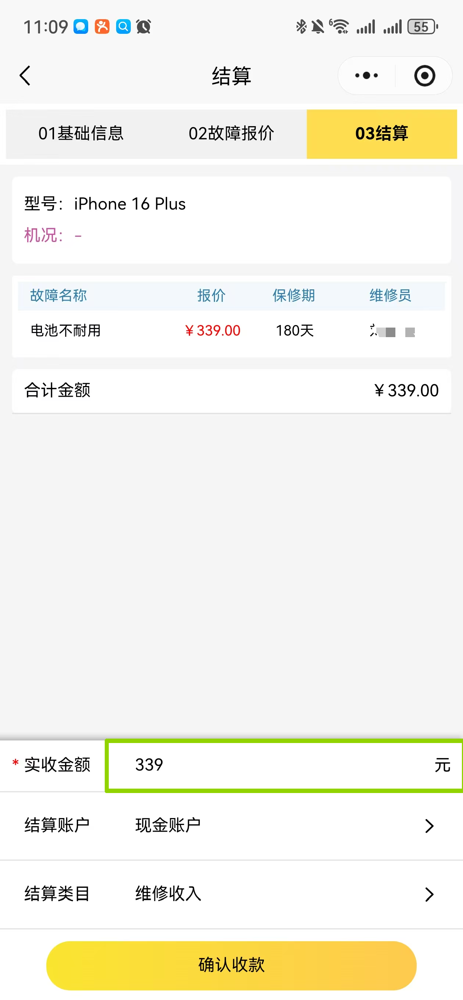 11:09 6 55
结算
01基础信息 02故障报价 03结算
型号: iPhone 16 Plus
机况: -
故障名称 报价 保修期 维修员
电池不耐用 ¥339.00 180天
合计金额 ¥339.00
* 实收金额 339 元
结算账户 现金账户
结算类目 维修收入
确认收款